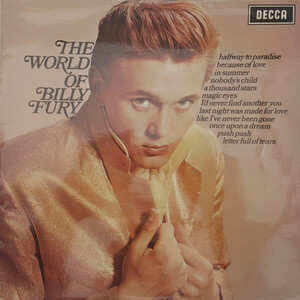 DECCA
THE
WORLD
OF
BILLY
FURY
halfway to paradise
because of love
in summer
nobody's child
a thousand stars
magic eyes
I'd never find another you
last night was made for love
like I've never been gone
once upon a dream
push push
letter full of tears